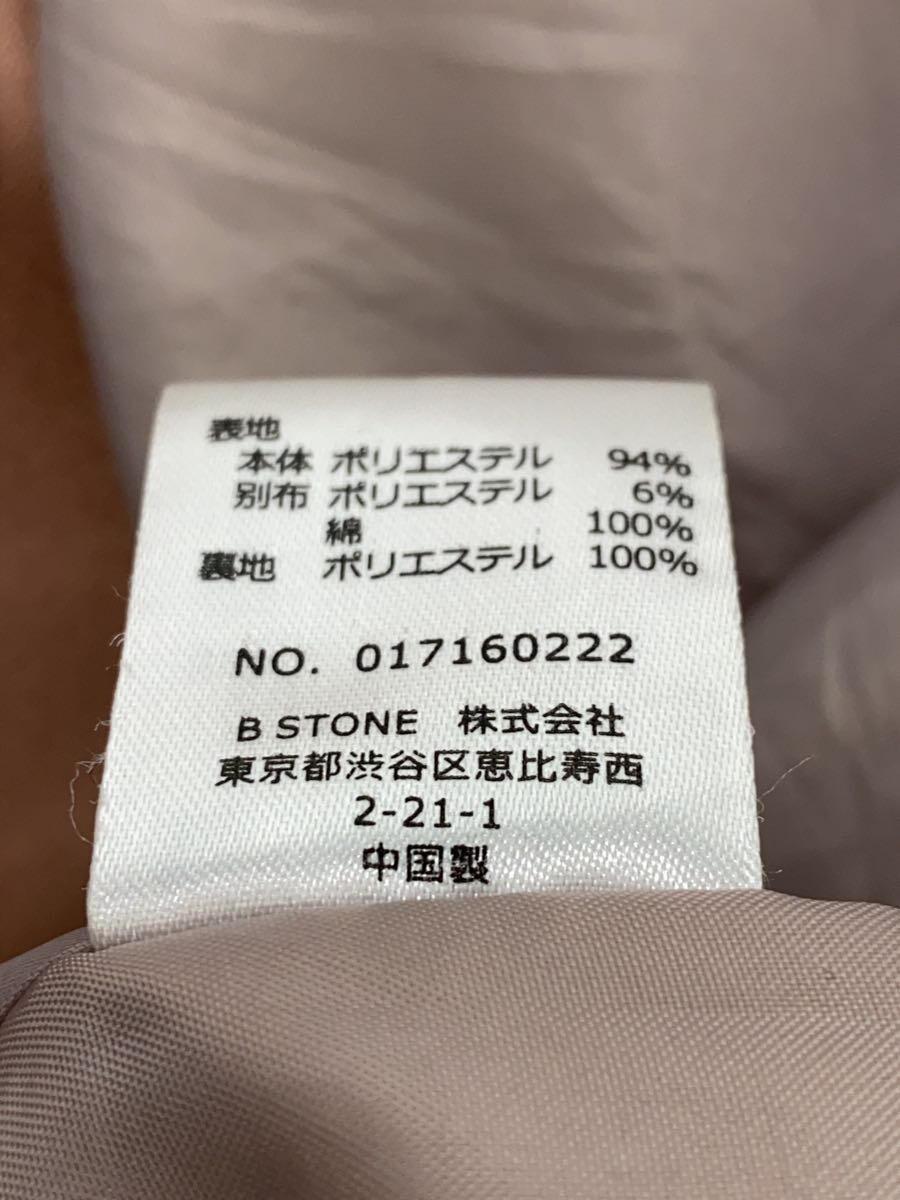 表地
本体 ポリエステル 94%
別布 ポリエステル 6%
綿 100%
裏地 ポリエステル 100%
NO. 017160222
B STONE 株式会社
東京都渋谷区恵比寿西
2-21-1
中国製